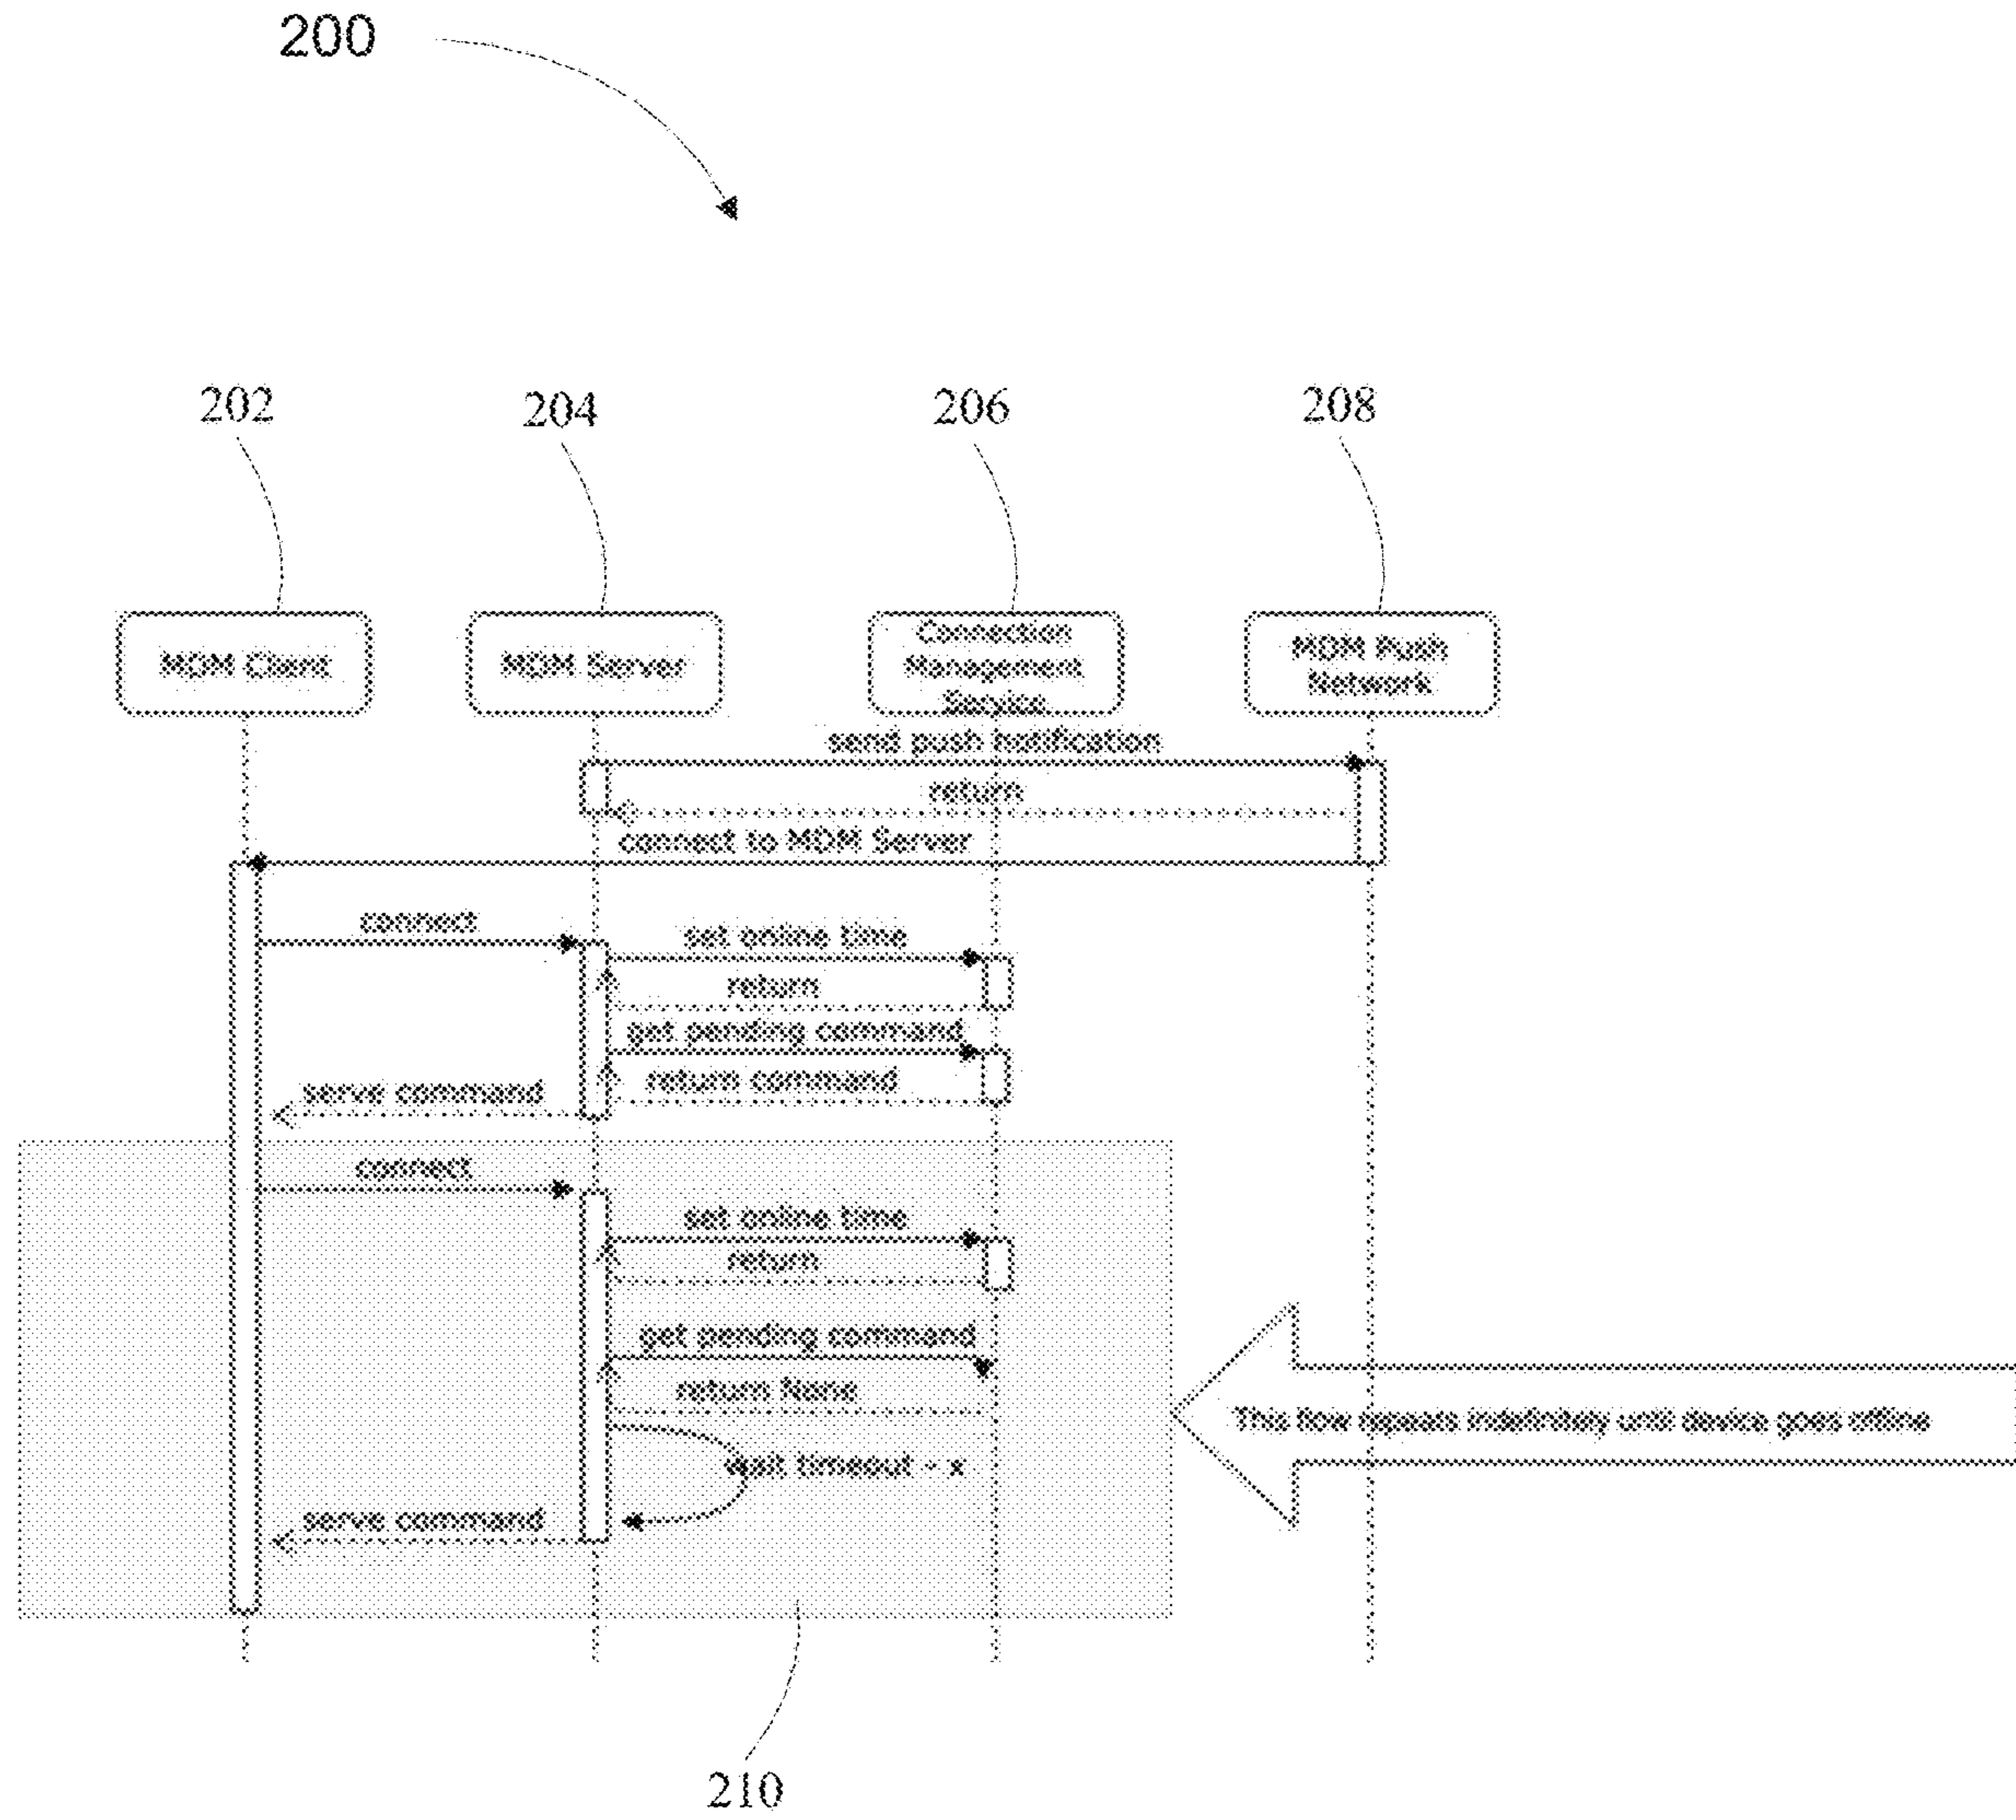 200
202
204
206
208
MDM Client
MDM Server
Connection
Management
Service
MDM Push
Network
send push notification
return
connect to MDM Server
connect
set online time
return
get pending command
return command
serve command
connect
set online time
return
get pending command
return None
This flow repeats indefinitely until device goes offline
wait timeout - x
serve command
210